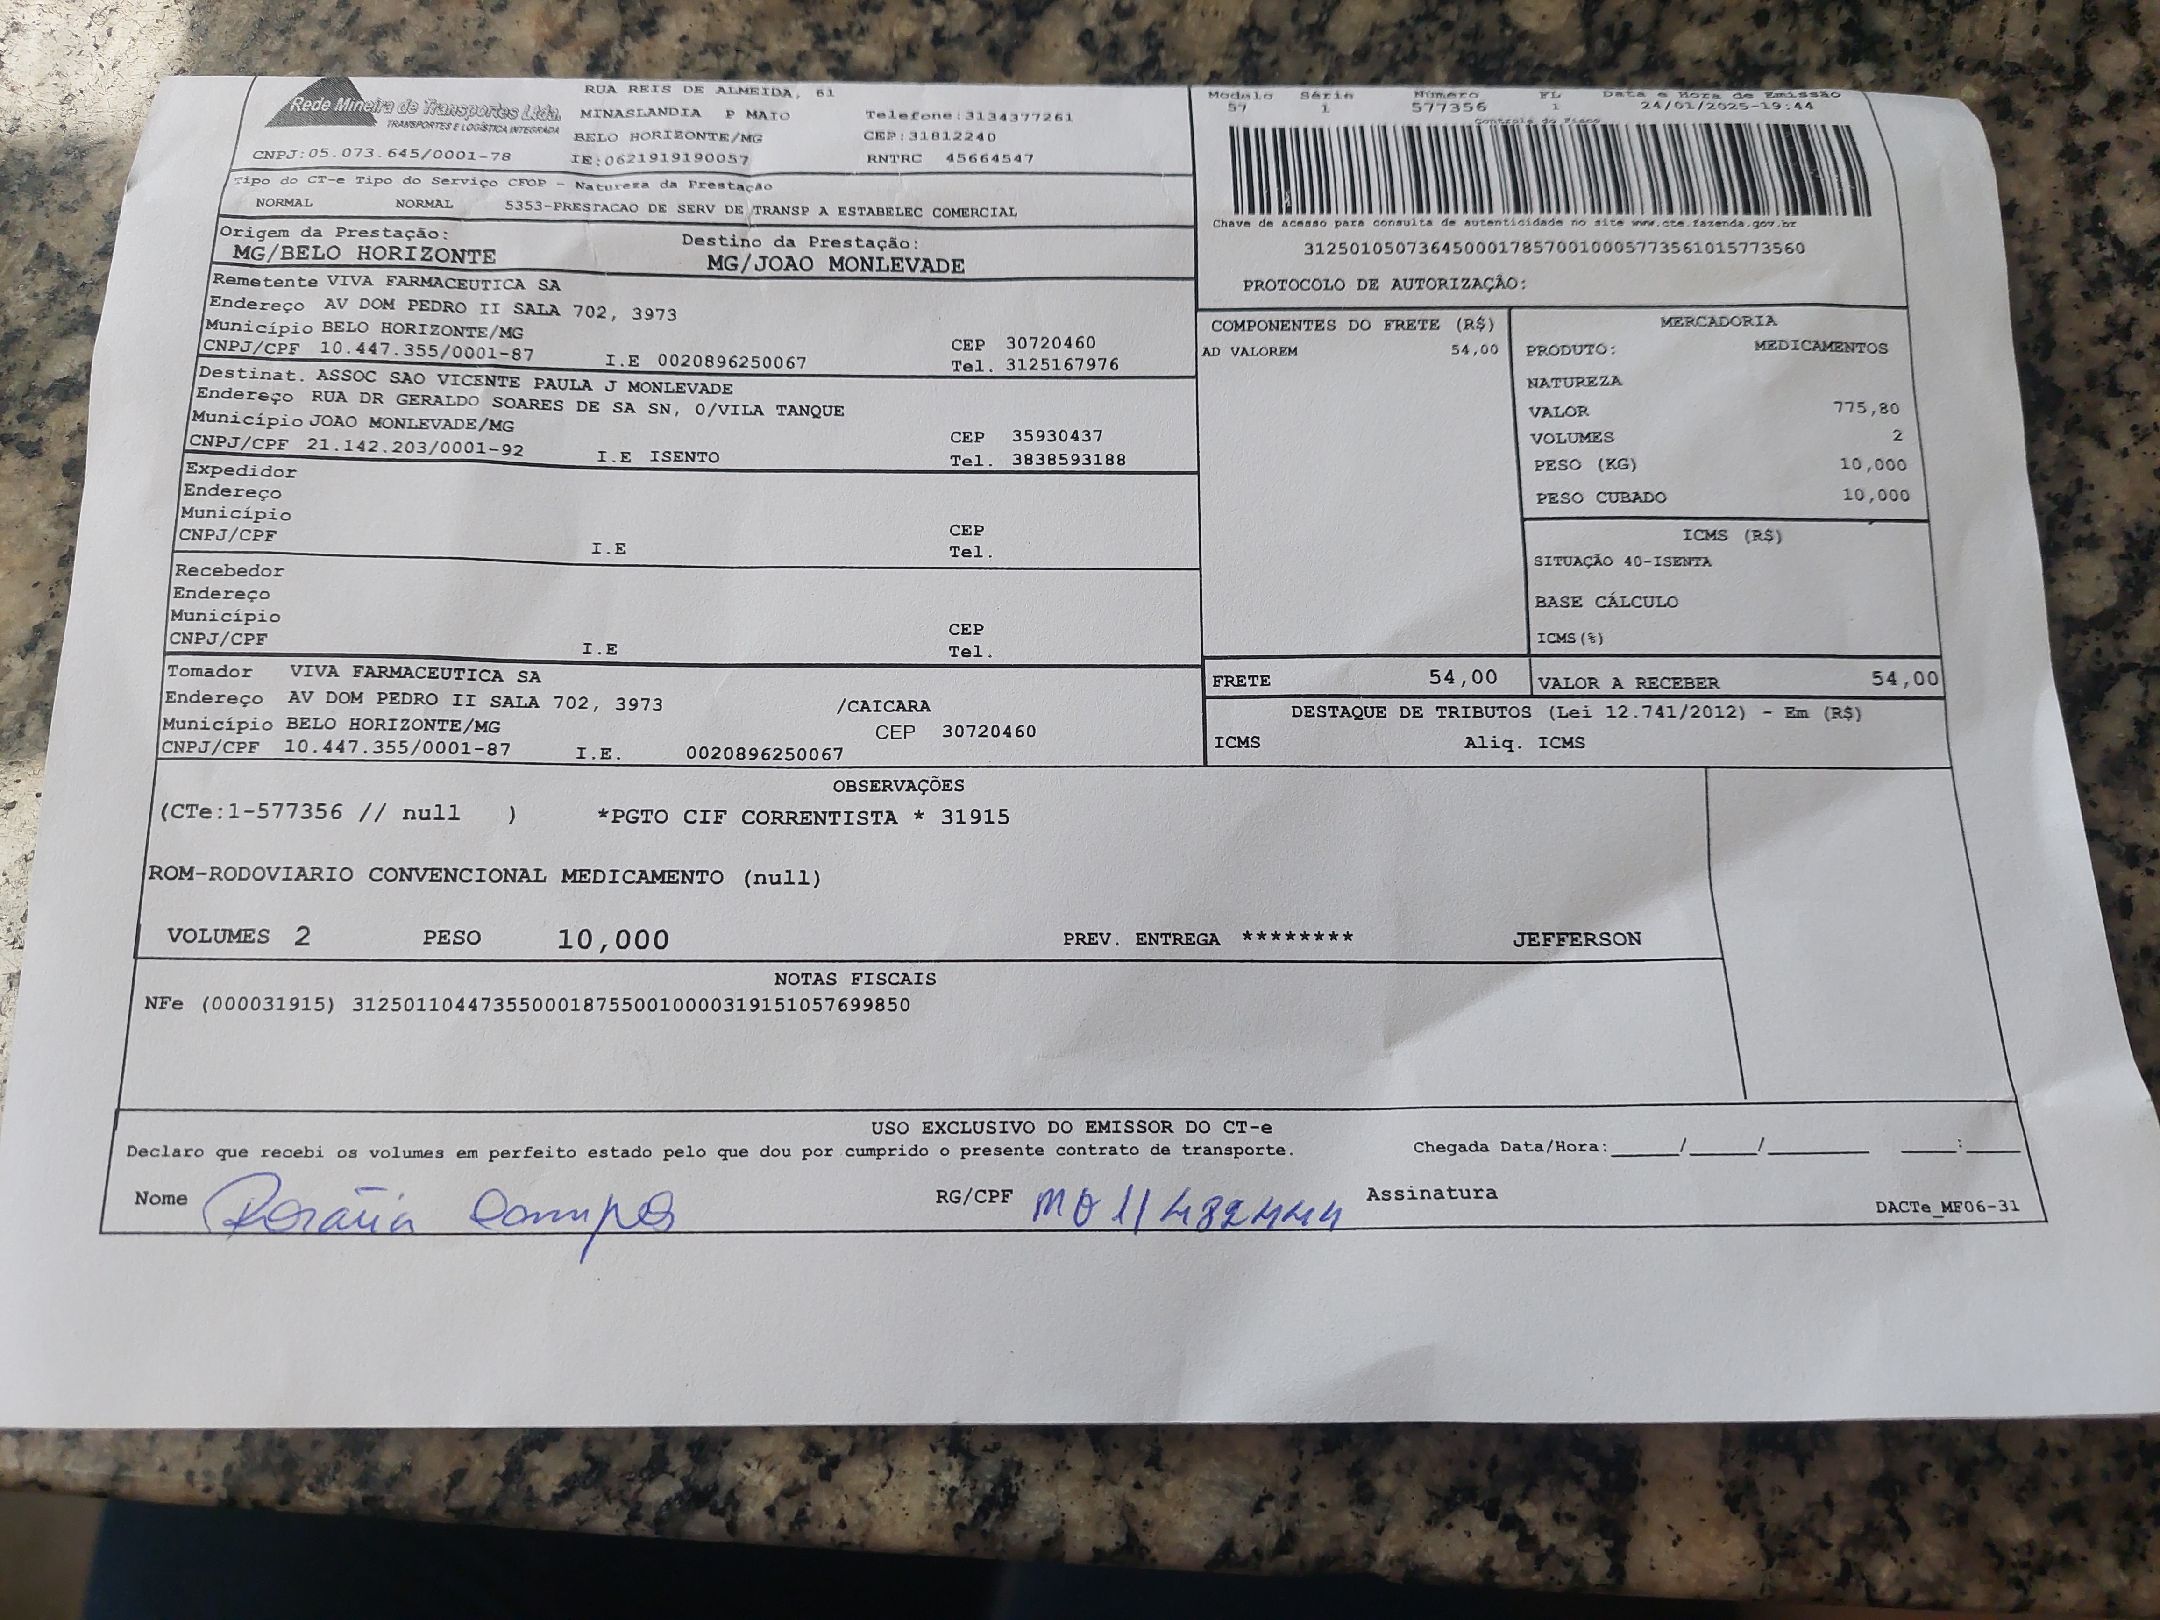 Rede Mineira de Transportes Ltda.
TRANSPORTES E LOGÍSTICA INTEGRADA
RUA REIS DE ALMEIDA, 61
MINASLANDIA P MAIO Telefone:3134377261
BELO HORIZONTE/MG CEP:31812240
CNPJ:05.073.645/0001-78 IE:0621919190057 RNTRC 45664547
Modulo Série Número FL Data e Hora de Emissão
57 1 577356 1 24/01/2025-19:44
Controle do Fisco
Chave de acesso para consulta de autenticidade no site www.cte.fazenda.gov.br
31250105073645000178570010005773561015773560
PROTOCOLO DE AUTORIZAÇÃO:
Tipo do CT-e Tipo do Serviço CFOP - Natureza da Prestação
NORMAL NORMAL 5353-PRESTACAO DE SERV DE TRANSP A ESTABELEC COMERCIAL
Origem da Prestação: Destino da Prestação:
MG/BELO HORIZONTE MG/JOAO MONLEVADE
Remetente VIVA FARMACEUTICA SA
Endereço AV DOM PEDRO II SALA 702, 3973
Município BELO HORIZONTE/MG CEP 30720460
CNPJ/CPF 10.447.355/0001-87 I.E 0020896250067 Tel. 3125167976
Destinat. ASSOC SAO VICENTE PAULA J MONLEVADE
Endereço RUA DR GERALDO SOARES DE SA SN, 0/VILA TANQUE
Município JOAO MONLEVADE/MG CEP 35930437
CNPJ/CPF 21.142.203/0001-92 I.E ISENTO Tel. 3838593188
Expedidor
Endereço
Município CEP
CNPJ/CPF I.E Tel.
Recebedor
Endereço
Município CEP
CNPJ/CPF I.E Tel.
Tomador VIVA FARMACEUTICA SA
Endereço AV DOM PEDRO II SALA 702, 3973 /CAICARA
Município BELO HORIZONTE/MG CEP 30720460
CNPJ/CPF 10.447.355/0001-87 I.E. 0020896250067
COMPONENTES DO FRETE (R$)
AD VALOREM 54,00
MERCADORIA
PRODUTO: MEDICAMENTOS
NATUREZA
VALOR 775,80
VOLUMES 2
PESO (KG) 10,000
PESO CUBADO 10,000
ICMS (R$)
SITUAÇÃO 40-ISENTA
BASE CÁLCULO
ICMS(%)
FRETE 54,00 VALOR A RECEBER 54,00
DESTAQUE DE TRIBUTOS (Lei 12.741/2012) - Em (R$)
ICMS Aliq. ICMS
OBSERVAÇÕES
(CTe:1-577356 // null ) *PGTO CIF CORRENTISTA * 31915
ROM-RODOVIARIO CONVENCIONAL MEDICAMENTO (null)
VOLUMES 2 PESO 10,000 PREV. ENTREGA ******** JEFFERSON
NOTAS FISCAIS
NFe (000031915) 31250110447355000187550010000319151057699850
USO EXCLUSIVO DO EMISSOR DO CT-e
Declaro que recebi os volumes em perfeito estado pelo que dou por cumprido o presente contrato de transporte. Chegada Data/Hora:____/____/______ ___:___
Nome Campos RG/CPF Assinatura
DACTe_MF06-31